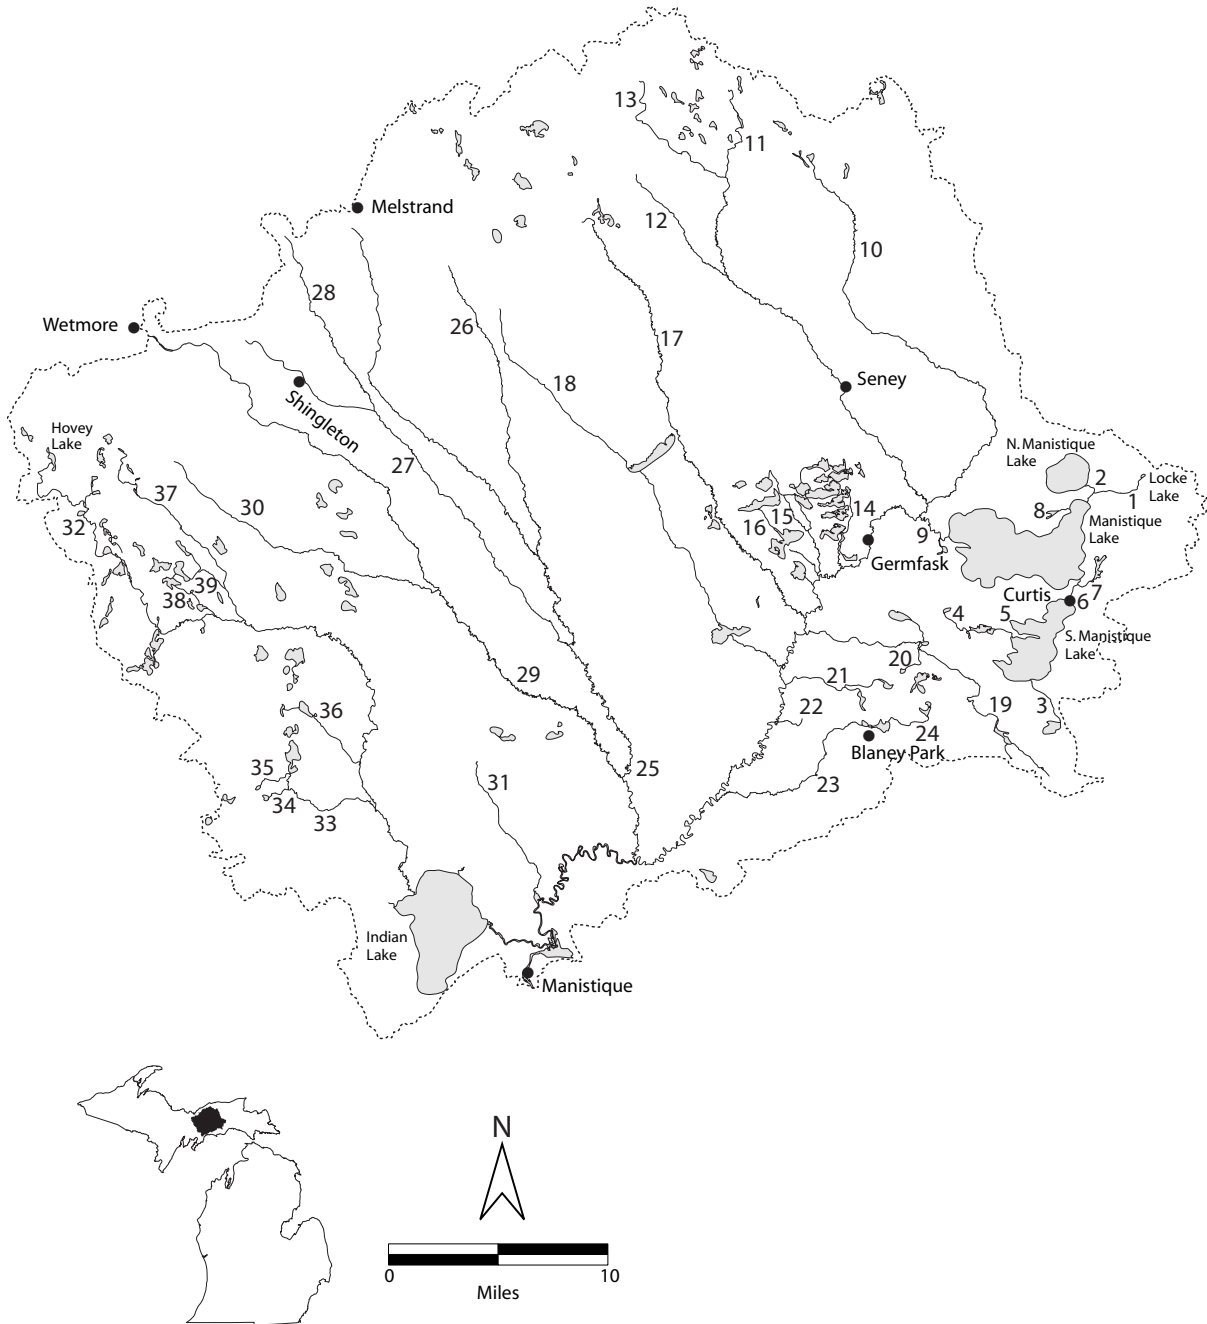 13
11
Melstrand
12
10
28
Wetmore
26
17
18
Seney
Shingleton
Hovey
Lake
N. Manistique
Lake
27
2
Locke
Lake
37
1
30
14
8
15
Manistique
Lake
32
16
9
Germfask
39
Curtis
7
38
6
4
5
S. Manistique
Lake
20
29
21
19
3
36
22
24
Blaney Park
35
31
25
23
34
33
Indian
Lake
Manistique
N
0
10
Miles